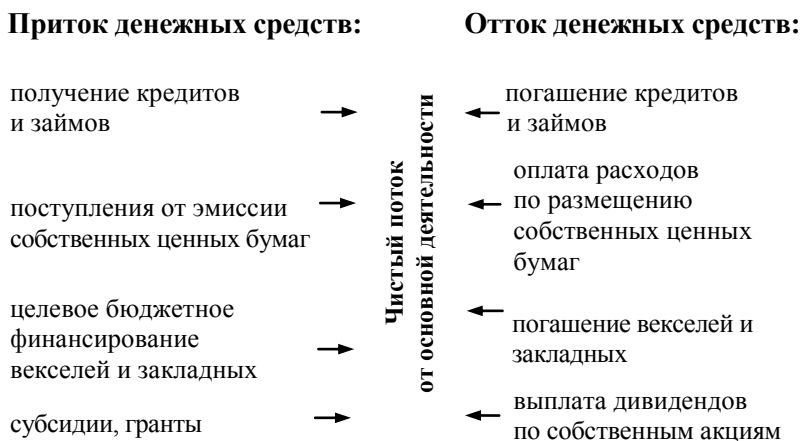 Приток денежных средств:
получение кредитов
и займов
поступления от эмиссии
собственных ценных бумаг
целевое бюджетное
финансирование
векселей и закладных
субсидии, гранты
Чистый поток
от основной деятельности
Отток денежных средств:
погашение кредитов
и займов
оплата расходов
по размещению
собственных ценных
бумаг
погашение векселей и
закладных
выплата дивидендов
по собственным акциям